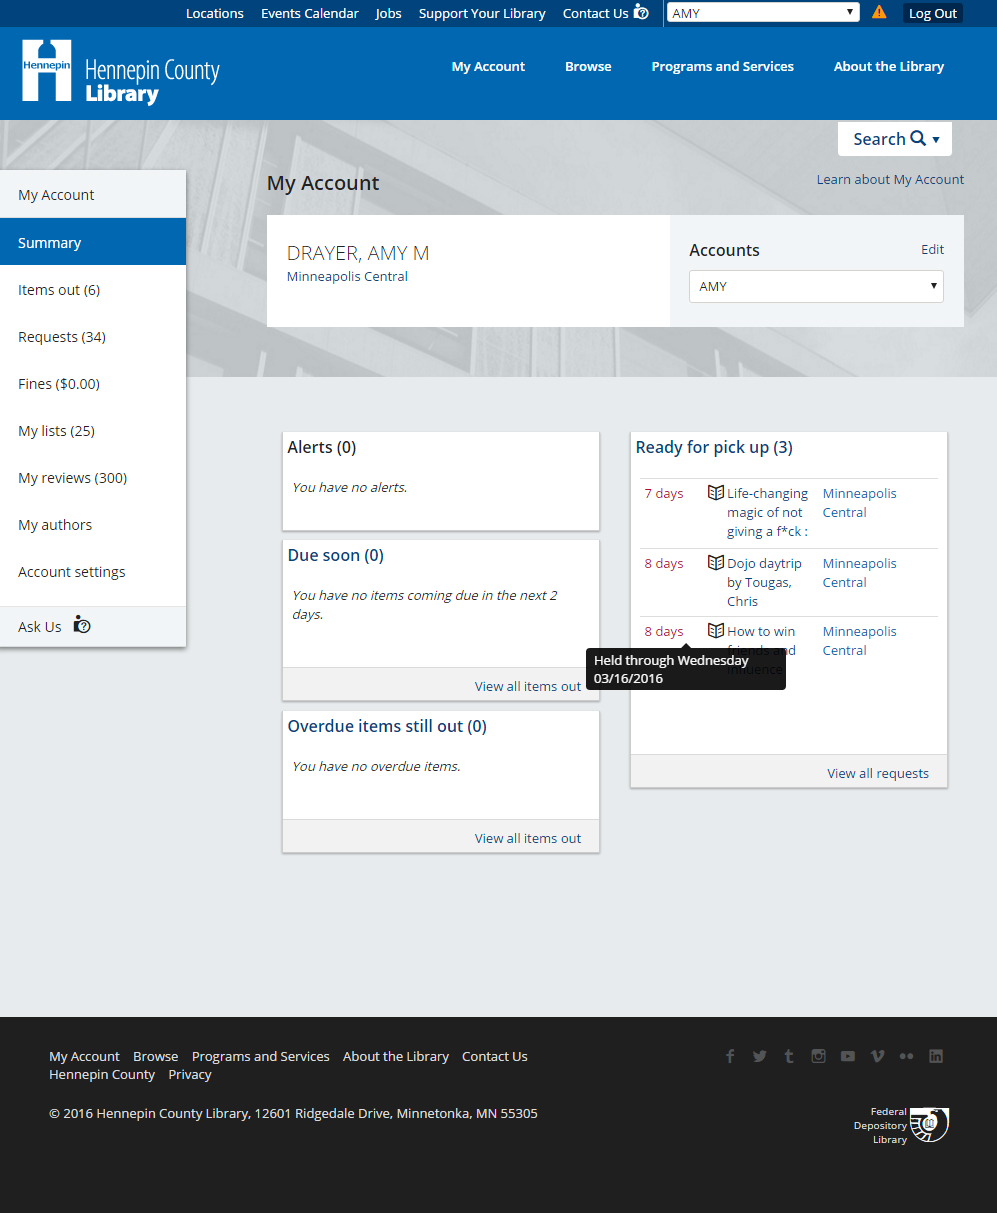 Locations Events Calendar Jobs Support Your Library Contact Us AMY Log Out
Hennepin
Hennepin County
Library
My Account Browse Programs and Services About the Library
Search
Learn about My Account
My Account
Summary
Items out (6)
Requests (34)
Fines ($0.00)
My lists (25)
My reviews (300)
My authors
Account settings
Ask Us
My Account
DRAYER, AMY M
Minneapolis Central
Accounts Edit
AMY
Alerts (0)
You have no alerts.
Due soon (0)
You have no items coming due in the next 2
days.
View all items out
Overdue items still out (0)
You have no overdue items.
View all items out
Ready for pick up (3)
7 days Life-changing Minneapolis
magic of not Central
giving a f*ck :
8 days Dojo daytrip Minneapolis
by Tougas, Central
Chris
8 days How to win Minneapolis
friends and Central
influence
Held through Wednesday
03/16/2016
View all requests
My Account Browse Programs and Services About the Library Contact Us
Hennepin County Privacy
© 2016 Hennepin County Library, 12601 Ridgedale Drive, Minnetonka, MN 55305
Federal
Depository
Library